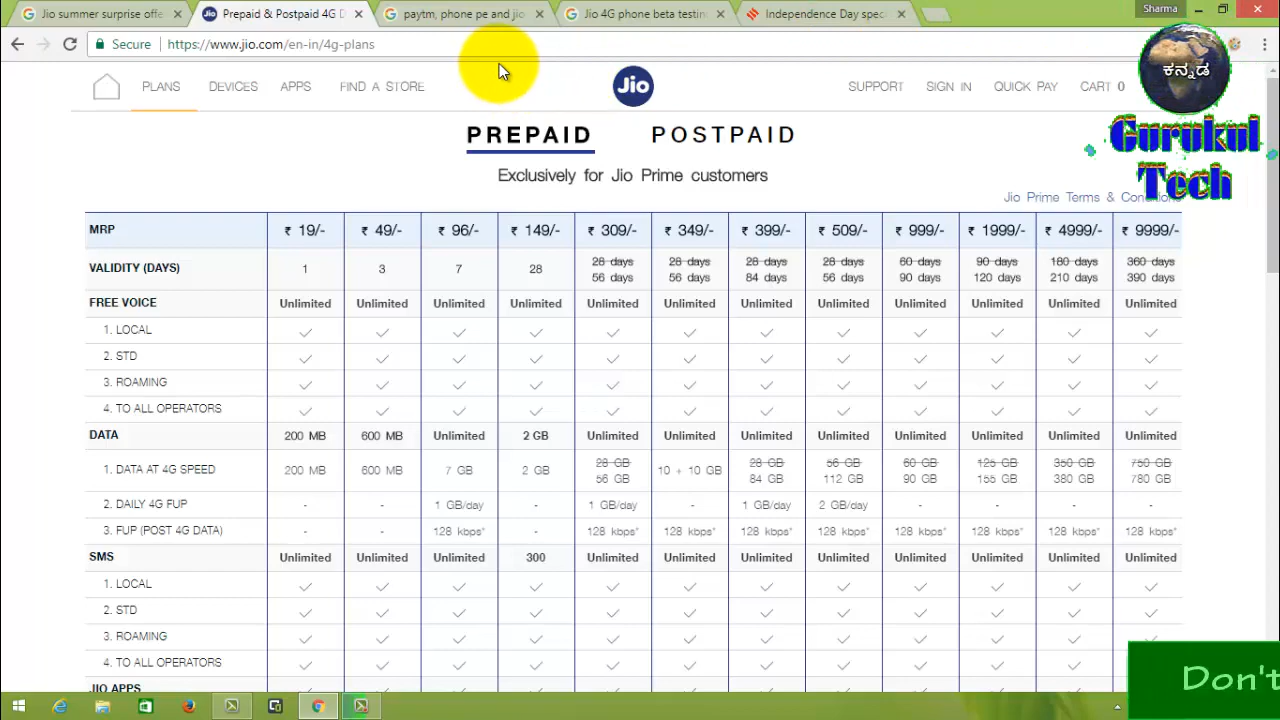 Jio summer surprise offe
Prepaid & Postpaid 4G D
paytm, phone pe and jio
Jio 4G phone beta testin
Independence Day spec
Sharma
Secure https://www.jio.com/en-in/4g-plans
ಕನ್ನಡ
Gurukul
Tech
PLANS DEVICES APPS FIND A STORE Jio SUPPORT SIGN IN QUICK PAY CART 0
PREPAID POSTPAID
Exclusively for Jio Prime customers
Jio Prime Terms & Conditions
MRP ₹ 19/- ₹ 49/- ₹ 96/- ₹ 149/- ₹ 309/- ₹ 349/- ₹ 399/- ₹ 509/- ₹ 999/- ₹ 1999/- ₹ 4999/- ₹ 9999/-
28 days 28 days 28 days 28 days 60 days 90 days 180 days 360 days
VALIDITY (DAYS) 1 3 7 28 56 days 56 days 84 days 56 days 90 days 120 days 210 days 390 days
FREE VOICE Unlimited Unlimited Unlimited Unlimited Unlimited Unlimited Unlimited Unlimited Unlimited Unlimited Unlimited Unlimited
1. LOCAL
2. STD
3. ROAMING
4. TO ALL OPERATORS
DATA 200 MB 600 MB Unlimited 2 GB Unlimited Unlimited Unlimited Unlimited Unlimited Unlimited Unlimited Unlimited
28 GB 28 GB 56 GB 60 GB 125 GB 350 GB 750 GB
1. DATA AT 4G SPEED 200 MB 600 MB 7 GB 2 GB 56 GB 10 + 10 GB 84 GB 112 GB 90 GB 155 GB 380 GB 780 GB
2. DAILY 4G FUP - - 1 GB/day - 1 GB/day - 1 GB/day 2 GB/day - - - -
3. FUP (POST 4G DATA) - - 128 kbps* - 128 kbps* 128 kbps* 128 kbps* 128 kbps* 128 kbps* 128 kbps* 128 kbps* 128 kbps*
SMS Unlimited Unlimited Unlimited 300 Unlimited Unlimited Unlimited Unlimited Unlimited Unlimited Unlimited Unlimited
1. LOCAL
2. STD
3. ROAMING
4. TO ALL OPERATORS
JIO APPS
Don't